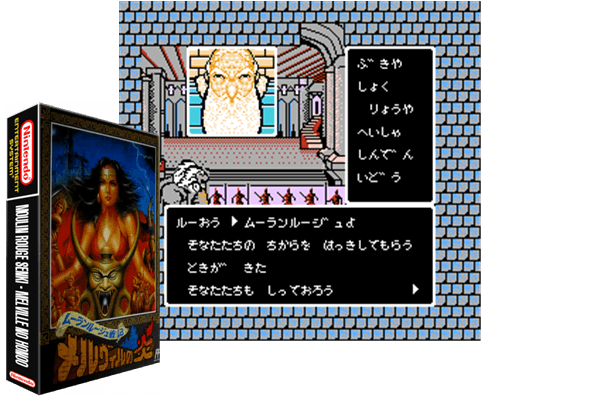 Nintendo
ENTERTAINMENT
SYSTEM
MOULIN ROUGE SENKI - MELVILLE NO HONOO
ムーランルージュ戦記
メルヴィルの炎
Nintendo
ぶきや
しょく
りょうや
へいしゃ
しんでん
いどう
ルーおう ▶ ムーランルージュよ
そなたたちの ちからを はっきしてもらう
ときが きた
そなたたちも しっておろう ▶